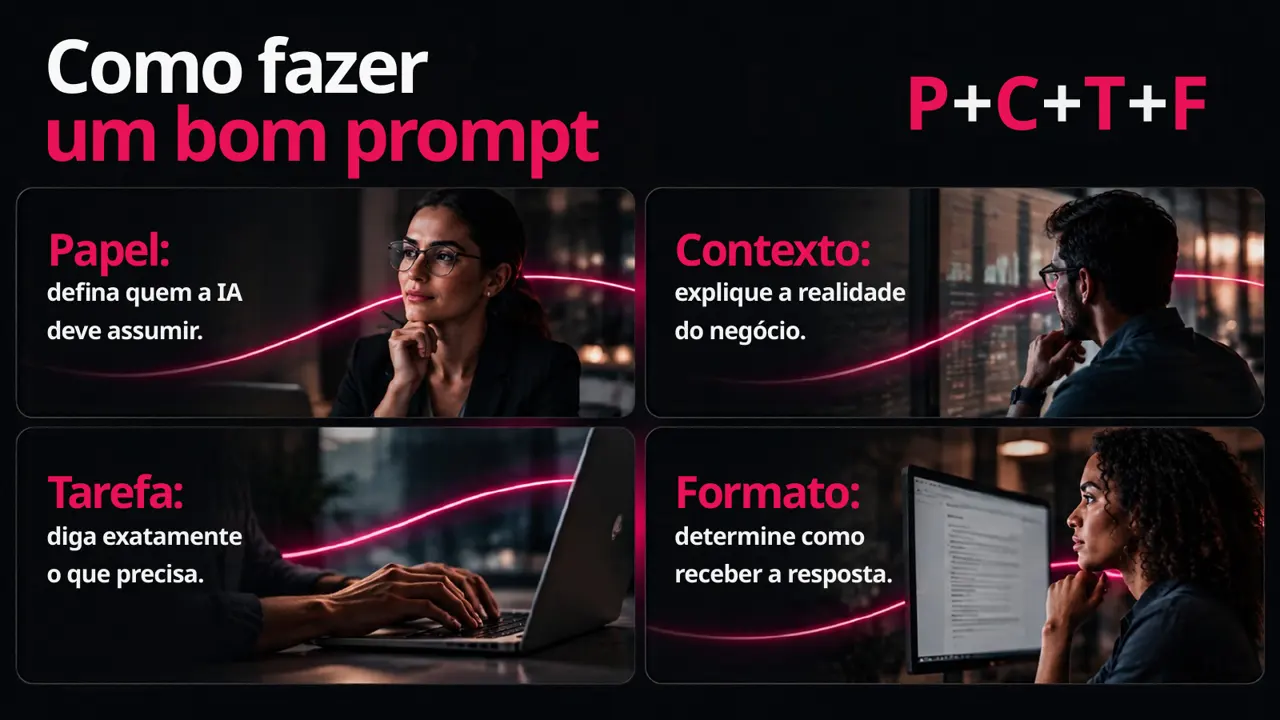 Como fazer
um bom prompt
P+C+T+F
Papel:
defina quem a IA
deve assumir.
Contexto:
explique a realidade
do negócio.
Tarefa:
diga exatamente
o que precisa.
Formato:
determine como
receber a resposta.